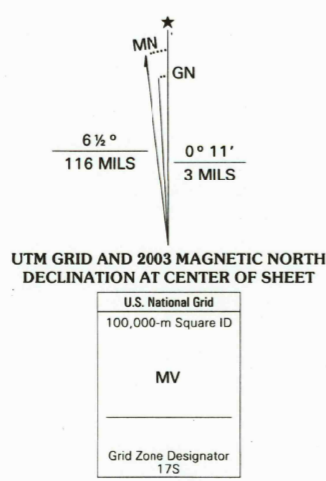 MN
GN
6 ½ °
116 MILS
0° 11′
3 MILS
UTM GRID AND 2003 MAGNETIC NORTH
DECLINATION AT CENTER OF SHEET
U.S. National Grid
100,000-m Square ID
MV
Grid Zone Designator
17S